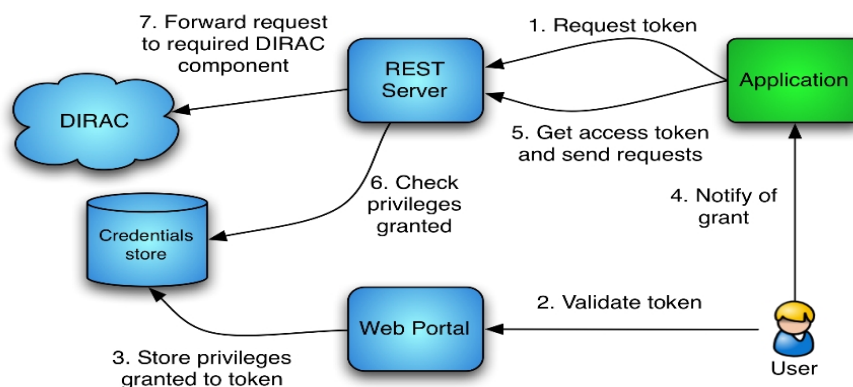 7. Forward request
to required DIRAC
component
1. Request token
REST
Server
Application
DIRAC
5. Get access token
and send requests
6. Check
privileges
granted
4. Notify of
grant
Credentials
store
2. Validate token
Web Portal
3. Store privileges
granted to token
User